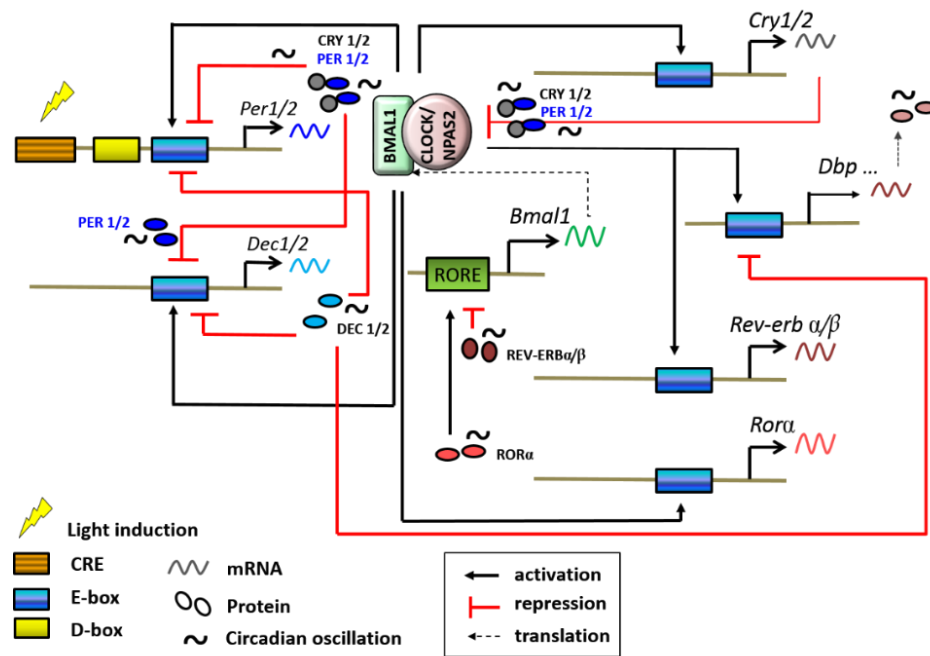 CRY 1/2
PER 1/2
Per1/2
BMAL1
CLOCK/
NPAS2
Cry1/2
CRY 1/2
PER 1/2
Dbp ...
PER 1/2
Dec1/2
DEC 1/2
Bmal1
RORE
REV-ERBα/β
RORα
Rev-erb α/β
Rorα
Light induction
CRE
E-box
D-box
mRNA
Protein
Circadian oscillation
activation
repression
translation